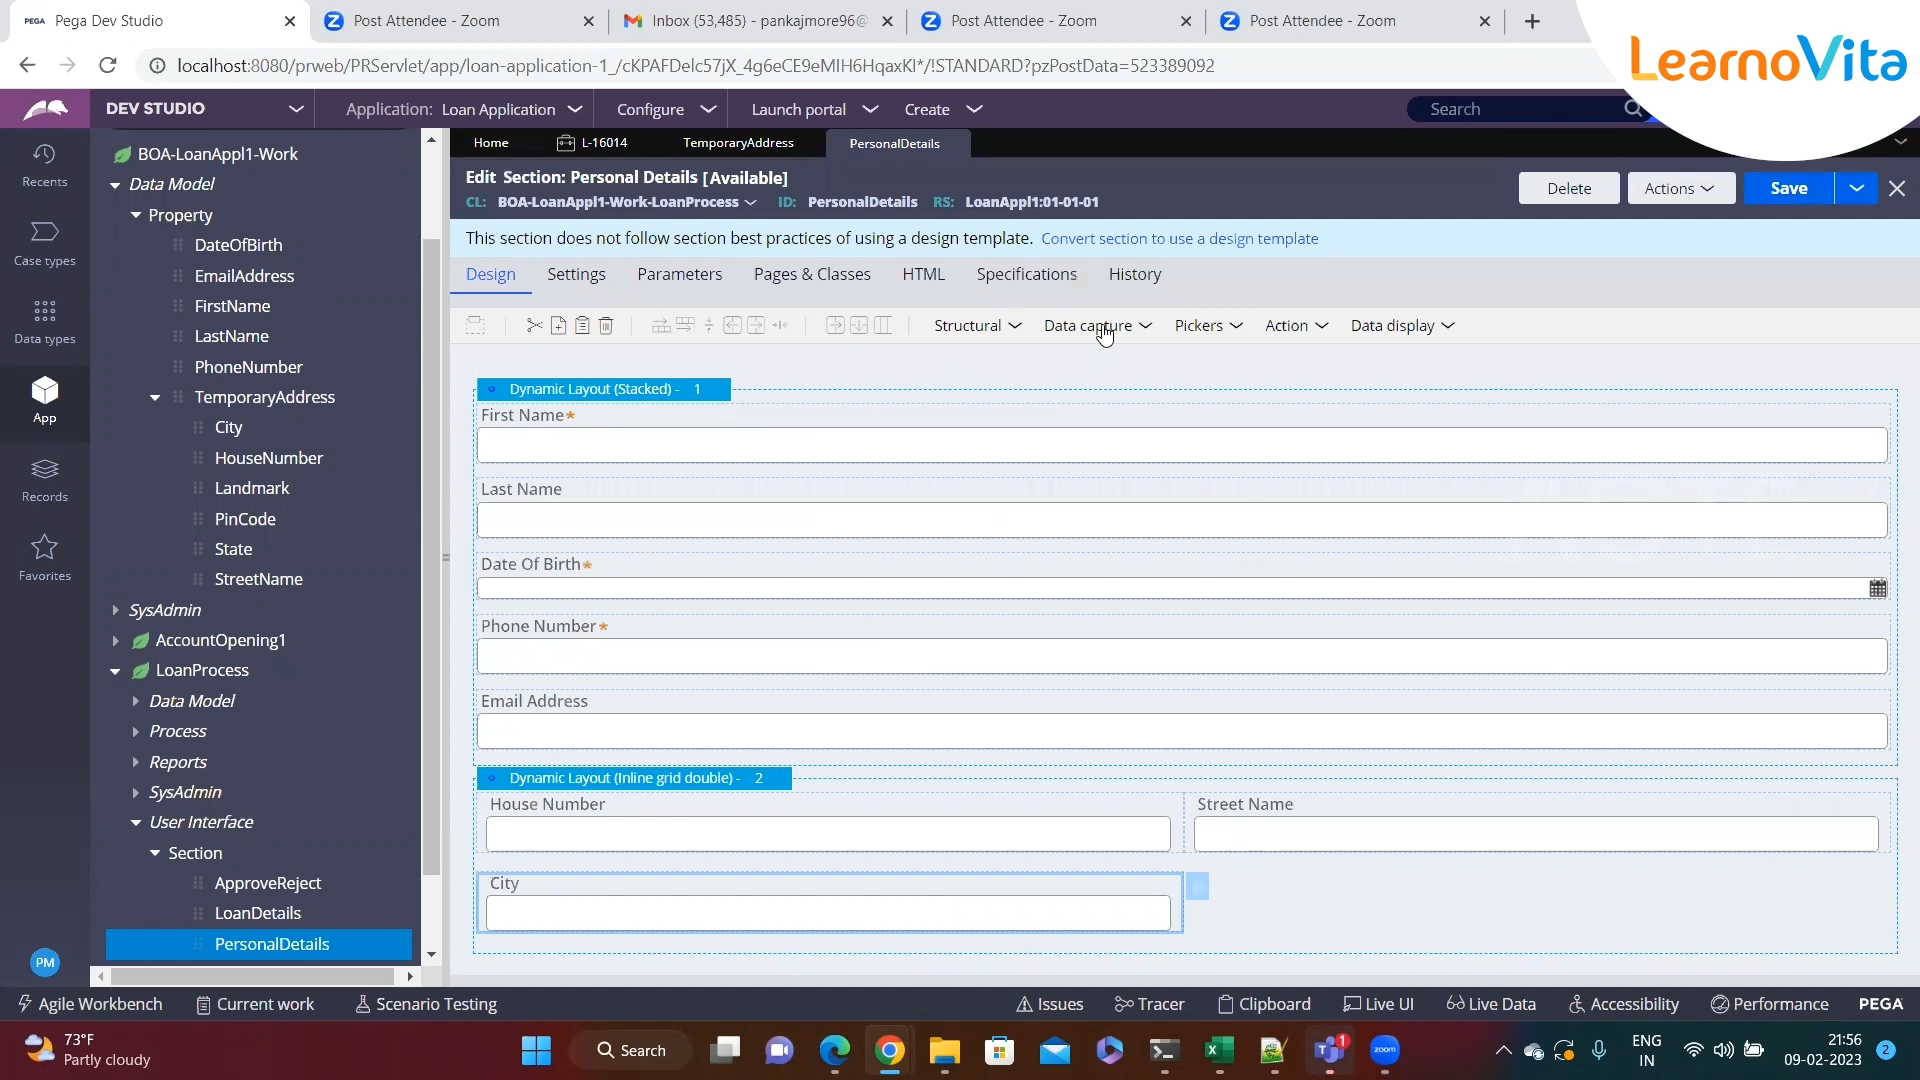 PEGA Pega Dev Studio
Post Attendee - Zoom
Inbox (53,485) - pankajmore96@
Post Attendee - Zoom
Post Attendee - Zoom
LearnoVita
localhost:8080/prweb/PRServlet/app/loan-application-1_/cKPAFDelc57jX_4g6eCE9eMIH6HqaxKI*/!STANDARD?pzPostData=523389092
DEV STUDIO
Application: Loan Application
Configure
Launch portal
Create
Search
Recents
Case types
Data types
App
Records
Favorites
PM
BOA-LoanAppl1-Work
Data Model
Property
DateOfBirth
EmailAddress
FirstName
LastName
PhoneNumber
TemporaryAddress
City
HouseNumber
Landmark
PinCode
State
StreetName
SysAdmin
AccountOpening1
LoanProcess
Data Model
Process
Reports
SysAdmin
User Interface
Section
ApproveReject
LoanDetails
PersonalDetails
Home
L-16014
TemporaryAddress
PersonalDetails
Edit Section: Personal Details [Available]
CL: BOA-LoanAppl1-Work-LoanProcess ID: PersonalDetails RS: LoanAppl1:01-01-01
Delete
Actions
Save
This section does not follow section best practices of using a design template. Convert section to use a design template
Design
Settings
Parameters
Pages & Classes
HTML
Specifications
History
Structural
Data capture
Pickers
Action
Data display
Dynamic Layout (Stacked) - 1
First Name*
Last Name
Date Of Birth*
Phone Number*
Email Address
Dynamic Layout (Inline grid double) - 2
House Number
Street Name
City
Agile Workbench
Current work
Scenario Testing
Issues
Tracer
Clipboard
Live UI
Live Data
Accessibility
Performance
PEGA
73°F
Partly cloudy
Search
1
zoom
ENG
IN
21:56
09-02-2023
2